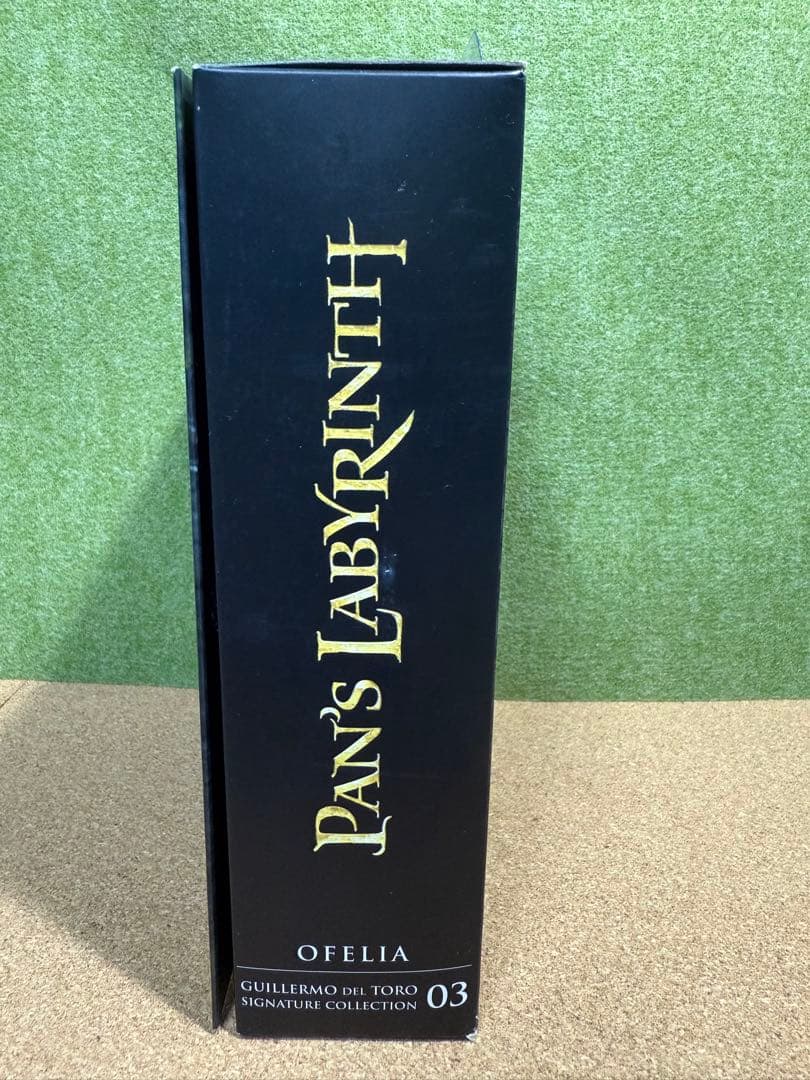 PAN'S LABYRINTH
OFELIA
GUILLERMO DEL TORO
SIGNATURE COLLECTION 03